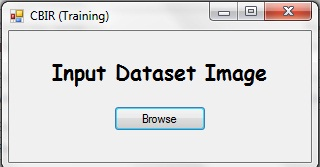 CBIR (Training)
Input Dataset Image
Browse